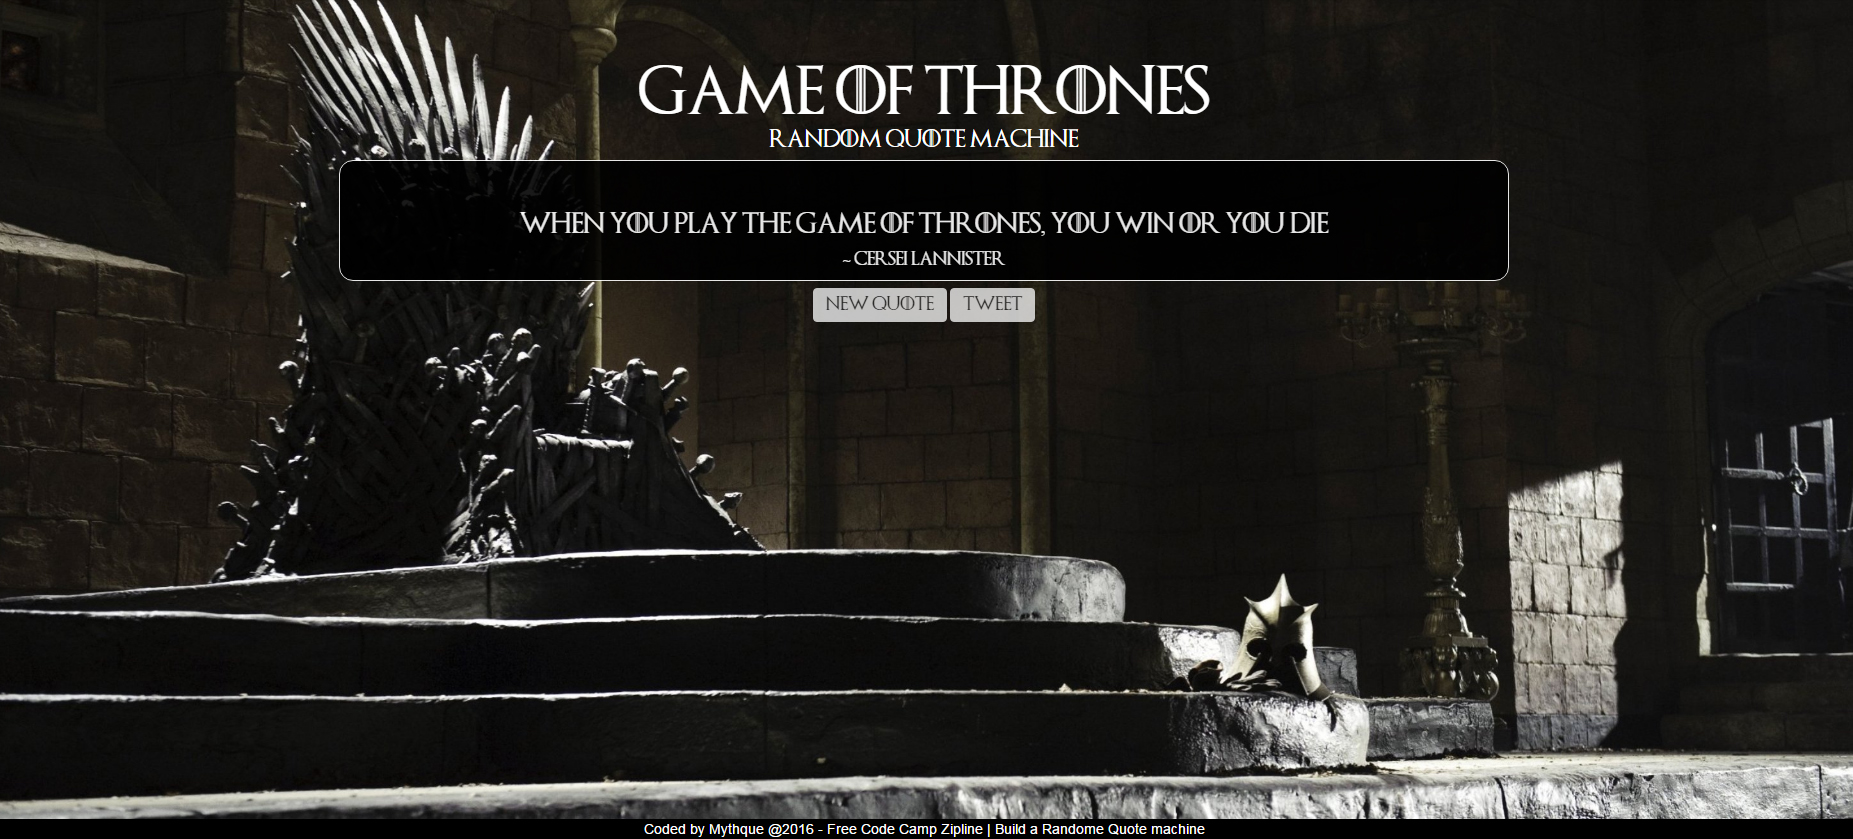 GAME OF THRONES
RANDOM QUOTE MACHINE
WHEN YOU PLAY THE GAME OF THRONES, YOU WIN OR YOU DIE
~ CERSEI LANNISTER
NEW QUOTE TWEET
Coded by Mythque @2016 - Free Code Camp Zipline | Build a Randome Quote machine